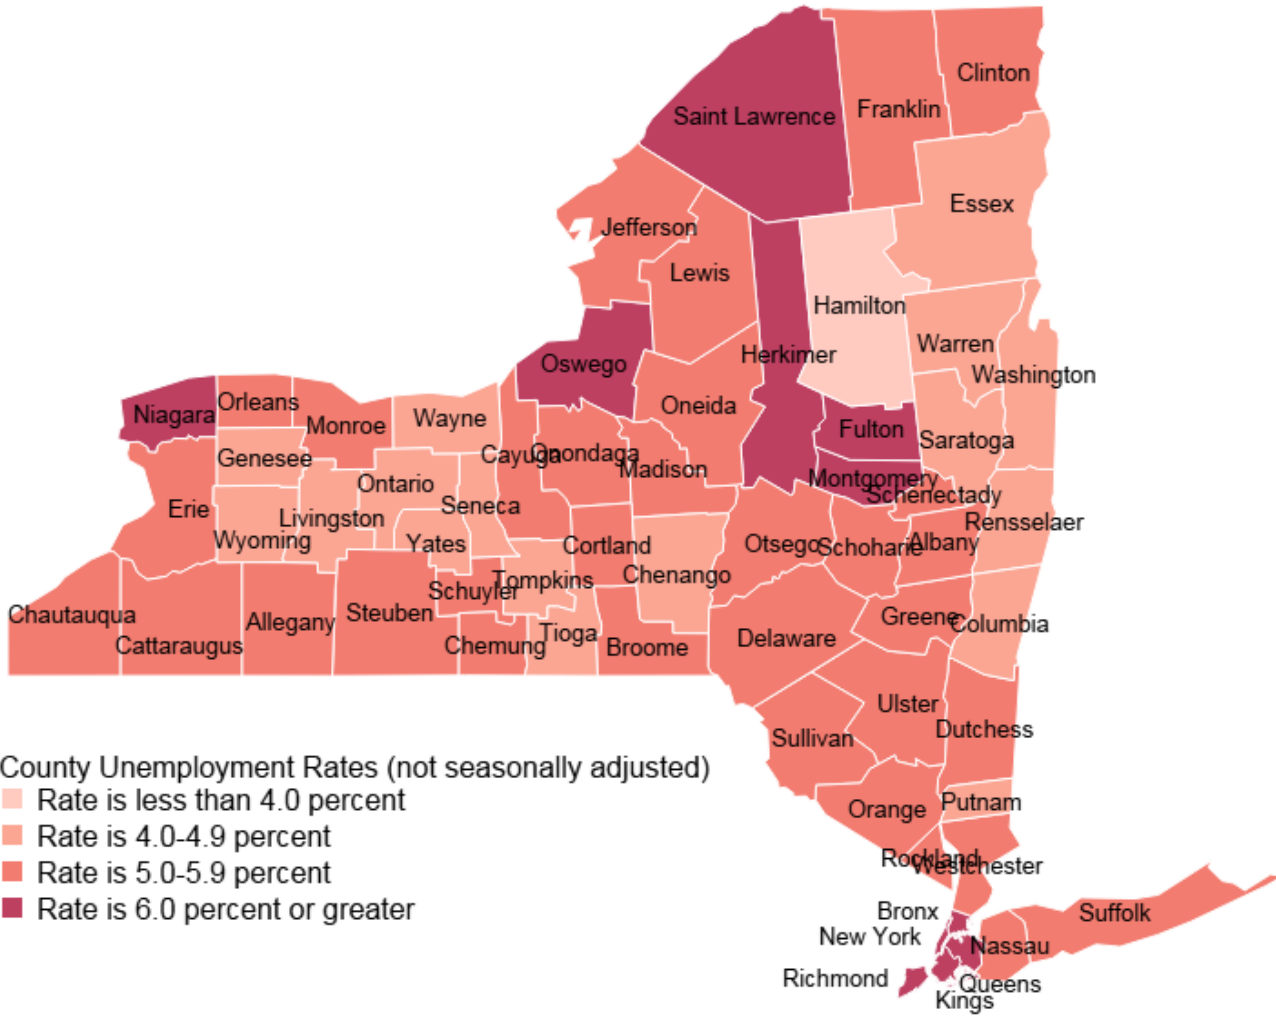 Clinton
Saint Lawrence
Franklin
Essex
Jefferson
Lewis
Hamilton
Warren
Herkimer
Oswego
Washington
Niagara
Orleans
Oneida
Monroe
Wayne
Fulton
Saratoga
Genesee
Cayuga
Onondaga
Madison
Ontario
Montgomery
Schenectady
Seneca
Erie
Livingston
Rensselaer
Wyoming
Yates
Cortland
Otsego
Schoharie
Albany
Tompkins
Chenango
Schuyler
Chautauqua
Allegany
Steuben
Greene
Columbia
Tioga
Delaware
Cattaraugus
Chemung
Broome
Ulster
Dutchess
Sullivan
County Unemployment Rates (not seasonally adjusted)
Rate is less than 4.0 percent
Rate is 4.0-4.9 percent
Rate is 5.0-5.9 percent
Rate is 6.0 percent or greater
Putnam
Orange
Rockland
Westchester
Bronx
Suffolk
New York
Nassau
Richmond
Queens
Kings